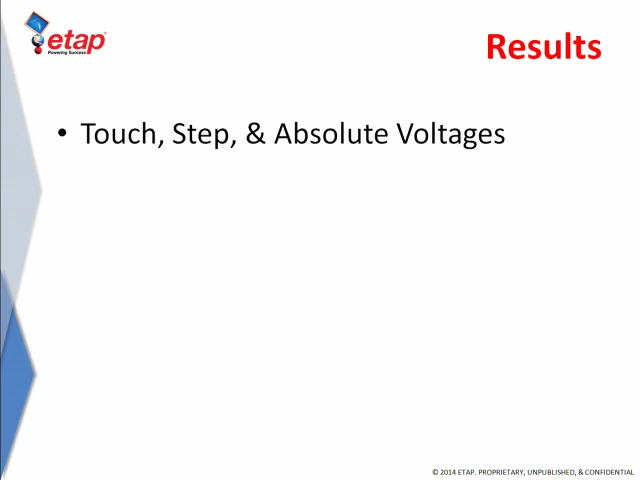 etap
Powering Success
Results
• Touch, Step, & Absolute Voltages
© 2014 ETAP. PROPRIETARY, UNPUBLISHED, & CONFIDENTIAL